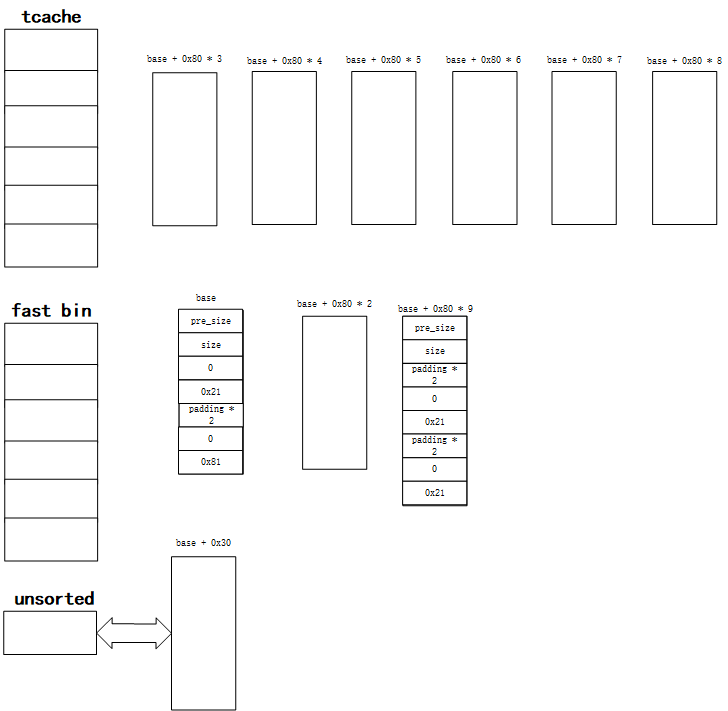 tcache
base + 0x80 * 3
base + 0x80 * 4
base + 0x80 * 5
base + 0x80 * 6
base + 0x80 * 7
base + 0x80 * 8
fast bin
base
pre_size
size
0
0x21
padding *
2
0
0x81
base + 0x80 * 2
base + 0x80 * 9
pre_size
size
padding *
2
0
0x21
padding *
2
0
0x21
unsorted
base + 0x30